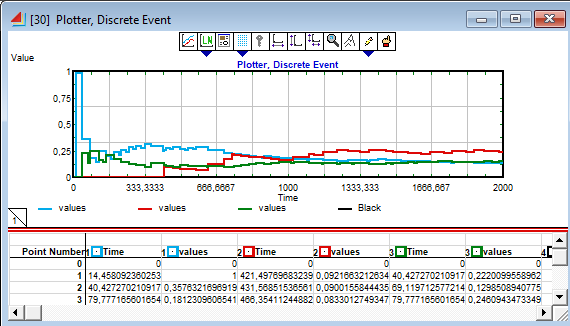 [30] Plotter, Discrete Event
Value
Plotter, Discrete Event
1
0,75
0,5
0,25
0
0 333,3333 666,6667 1000 1333,333 1666,667 2000
Time
values values values Black
1
Point Number 1 Time 1 values 2 Time 2 values 3 Time 3 values 4
0 0 0 0 0 0 0
1 14,458092360253 1 421,49769683239 0,0921663212634 40,427270210917 0,2220099558962
2 40,427270210917 0,3576321696919 431,56851536561 0,0900155844435 69,119712577214 0,1298508940775
3 79,777165601654 0,1812309606541 466,35411244882 0,0833012749347 79,777165601654 0,2460943473349